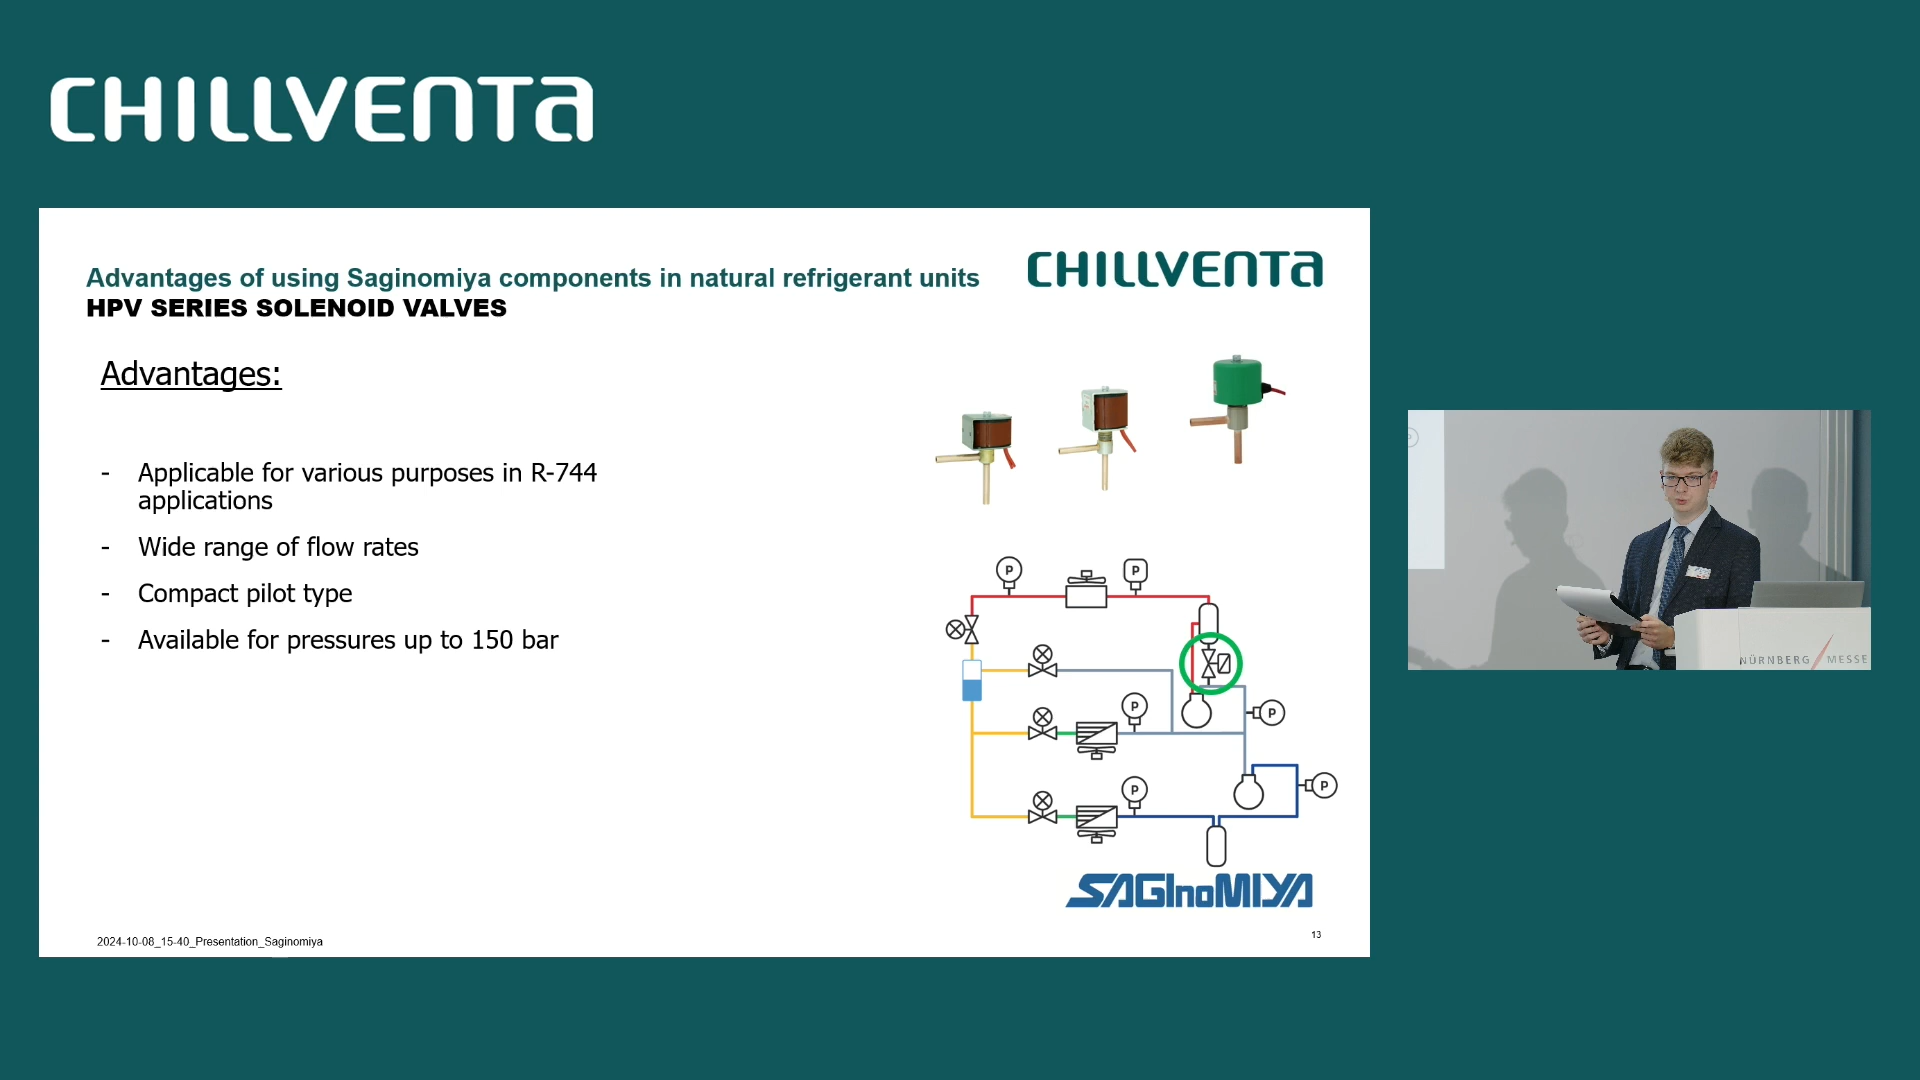 CHILLVENTA
Advantages of using Saginomiya components in natural refrigerant units
CHILLVENTA
HPV SERIES SOLENOID VALVES
Advantages:
- Applicable for various purposes in R-744
applications
- Wide range of flow rates
- Compact pilot type
- Available for pressures up to 150 bar
P
P
P
P
P
P
SAGInoMIYA
2024-10-08_15-40_Presentation_Saginomiya
13
NÜRNBERG MESSE